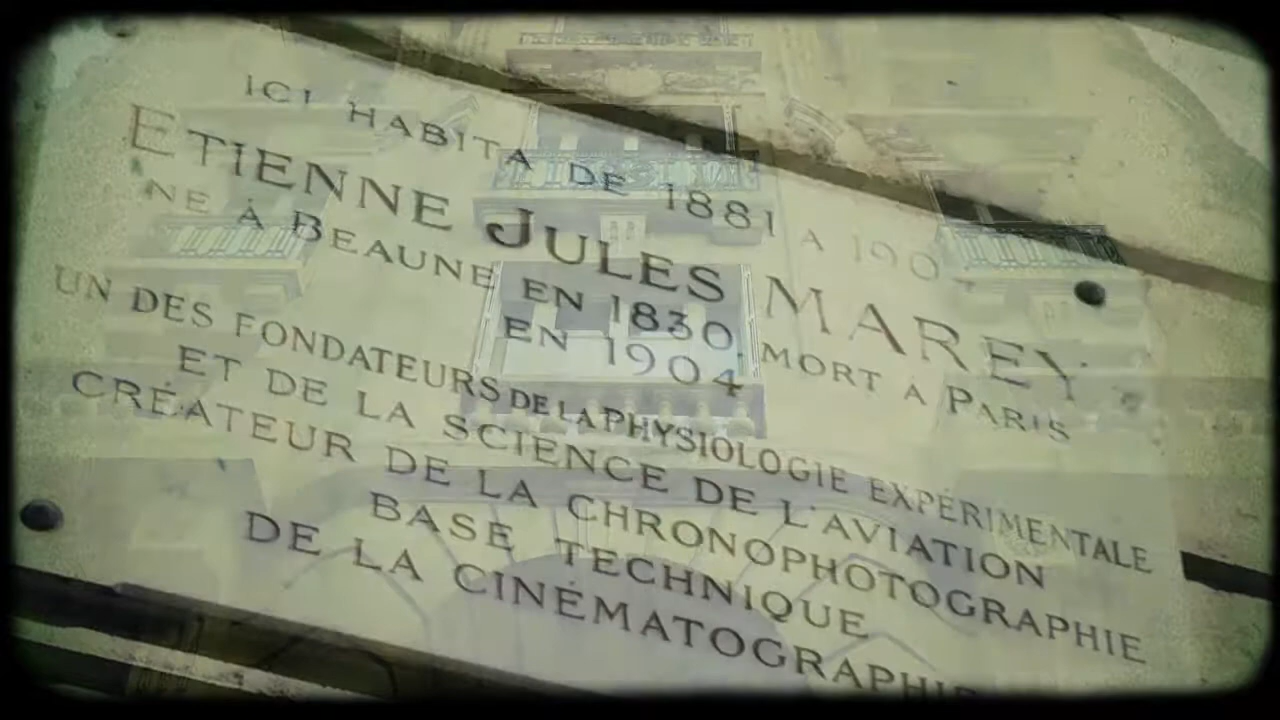 ICI HABITA DE 1881 A 190
ETIENNE JULES MAREY
NE À BEAUNE EN 1830 MORT A PARIS
EN 1904
UN DES FONDATEURS DE LA PHYSIOLOGIE EXPÉRIMENTALE
ET DE LA SCIENCE DE L'AVIATION
CRÉATEUR DE LA CHRONOPHOTOGRAPHIE
BASE TECHNIQUE
DE LA CINÉMATOGRAPHIE